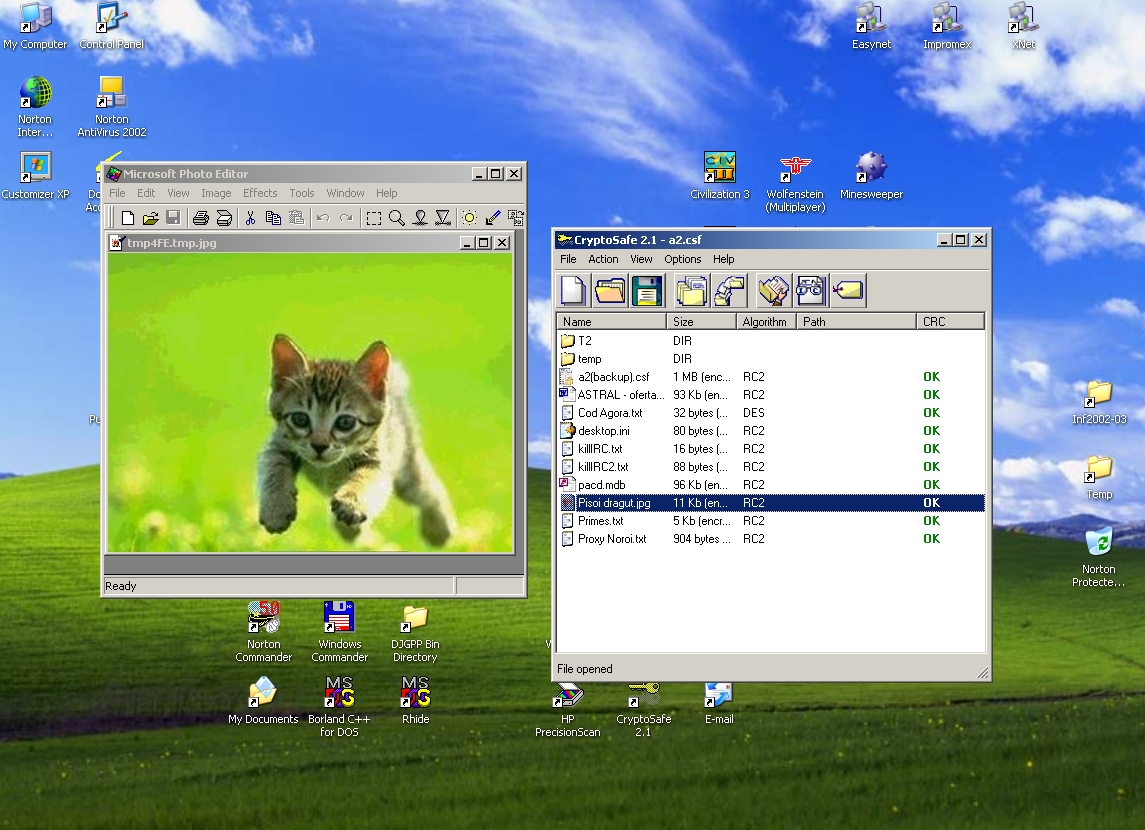 My Computer
Control Panel
Easynet
Impromex
XNet
Norton
Inter...
Norton
AntiVirus 2002
Customizer XP
Civilization 3
Wolfenstein
(Multiplayer)
Minesweeper
Microsoft Photo Editor
File Edit View Image Effects Tools Window Help
tmp4FE.tmp.jpg
Ready
CryptoSafe 2.1 - a2.csf
File Action View Options Help
Name Size Algorithm Path CRC
T2 DIR
temp DIR
a2(backup).csf 1 MB (enc... RC2 OK
ASTRAL - oferta... 93 Kb (en... RC2 OK
Cod Agora.txt 32 bytes (... DES OK
desktop.ini 80 bytes (... RC2 OK
killIRC.txt 16 bytes (... RC2 OK
killIRC2.txt 88 bytes (... RC2 OK
pacd.mdb 96 Kb (en... RC2 OK
Pisoi dragut.jpg 11 Kb (en... RC2 OK
Primes.txt 5 Kb (encr... RC2 OK
Proxy Noroi.txt 904 bytes ... RC2 OK
File opened
Inf2002-03
Temp
Norton
Protecte...
Norton
Commander
Windows
Commander
DJGPP Bin
Directory
My Documents
Borland C++
for DOS
Rhide
HP
PrecisionScan
CryptoSafe
2.1
E-mail